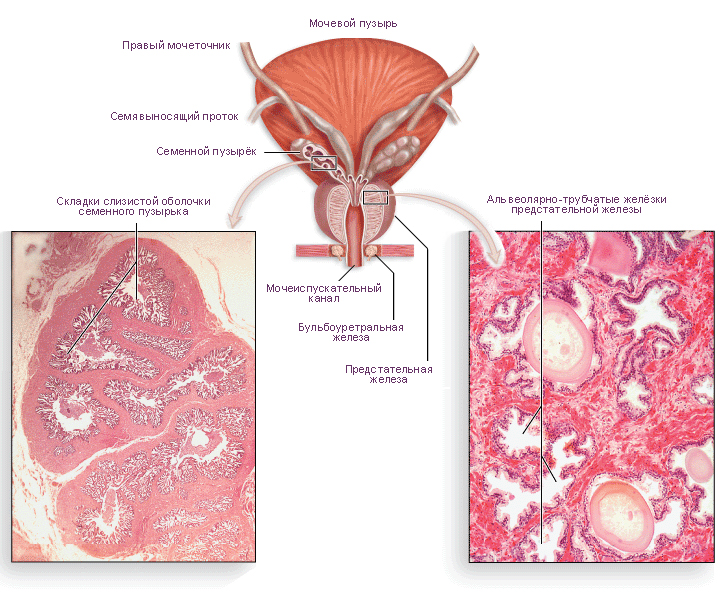 Мочевой пузырь
Правый мочеточник
Семявыносящий проток
Семенной пузырёк
Складки слизистой оболочки
семенного пузырька
Альвеолярно-трубчатые желёзки
предстательной железы
Мочеиспускательный
канал
Бульбоуретральная
железа
Предстательная
железа